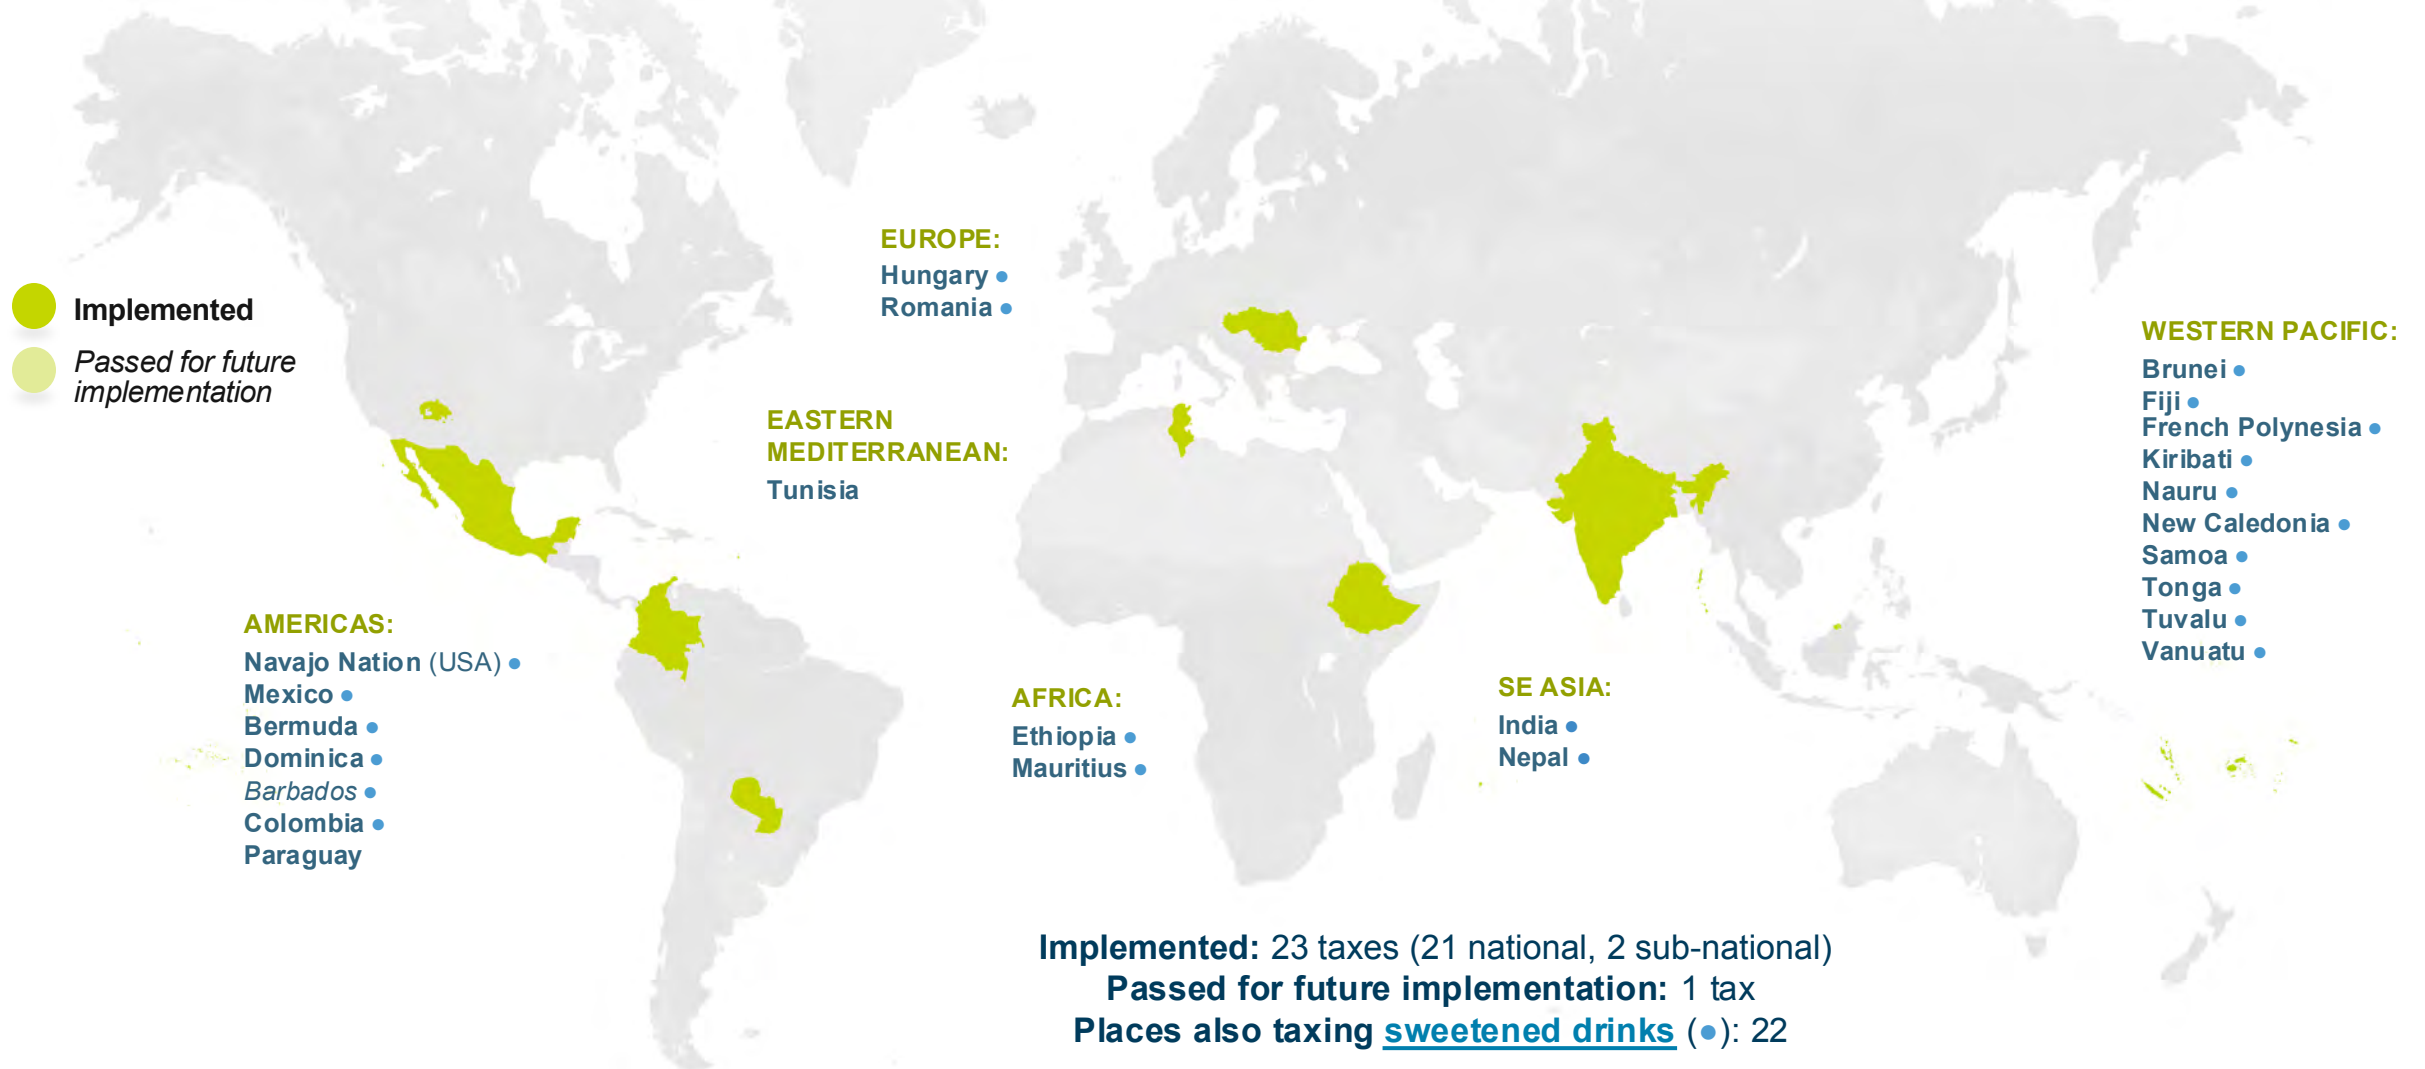 Implemented
Passed for future
implementation
EUROPE:
Hungary ●
Romania ●
EASTERN
MEDITERRANEAN:
Tunisia
AMERICAS:
Navajo Nation (USA) ●
Mexico ●
Bermuda ●
Dominica ●
Barbados ●
Colombia ●
Paraguay
AFRICA:
Ethiopia ●
Mauritius ●
SE ASIA:
India ●
Nepal ●
WESTERN PACIFIC:
Brunei ●
Fiji ●
French Polynesia ●
Kiribati ●
Nauru ●
New Caledonia ●
Samoa ●
Tonga ●
Tuvalu ●
Vanuatu ●
Implemented: 23 taxes (21 national, 2 sub-national)
Passed for future implementation: 1 tax
Places also taxing sweetened drinks (●): 22